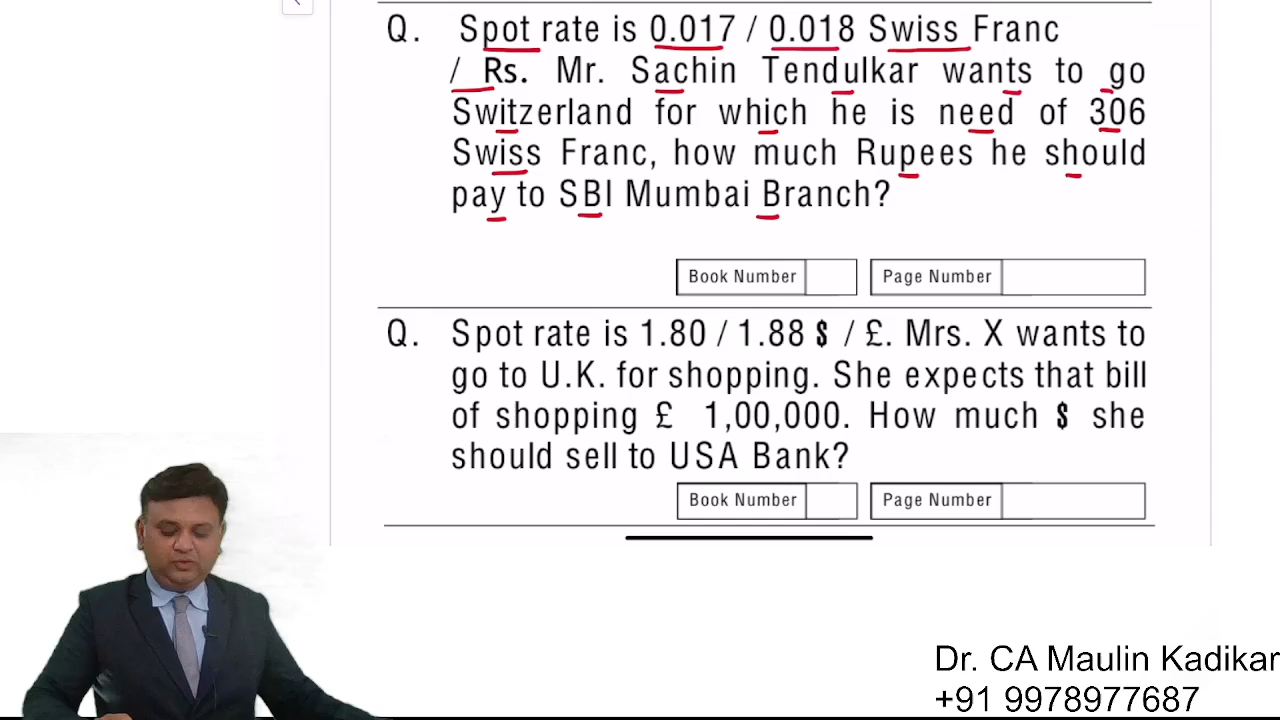 Q. Spot rate is 0.017 / 0.018 Swiss Franc
/ Rs. Mr. Sachin Tendulkar wants to go
Switzerland for which he is need of 306
Swiss Franc, how much Rupees he should
pay to SBI Mumbai Branch?
Book Number Page Number
Q. Spot rate is 1.80 / 1.88 $ / £. Mrs. X wants to
go to U.K. for shopping. She expects that bill
of shopping £ 1,00,000. How much $ she
should sell to USA Bank?
Book Number Page Number
Dr. CA Maulin Kadikar
+91 9978977687